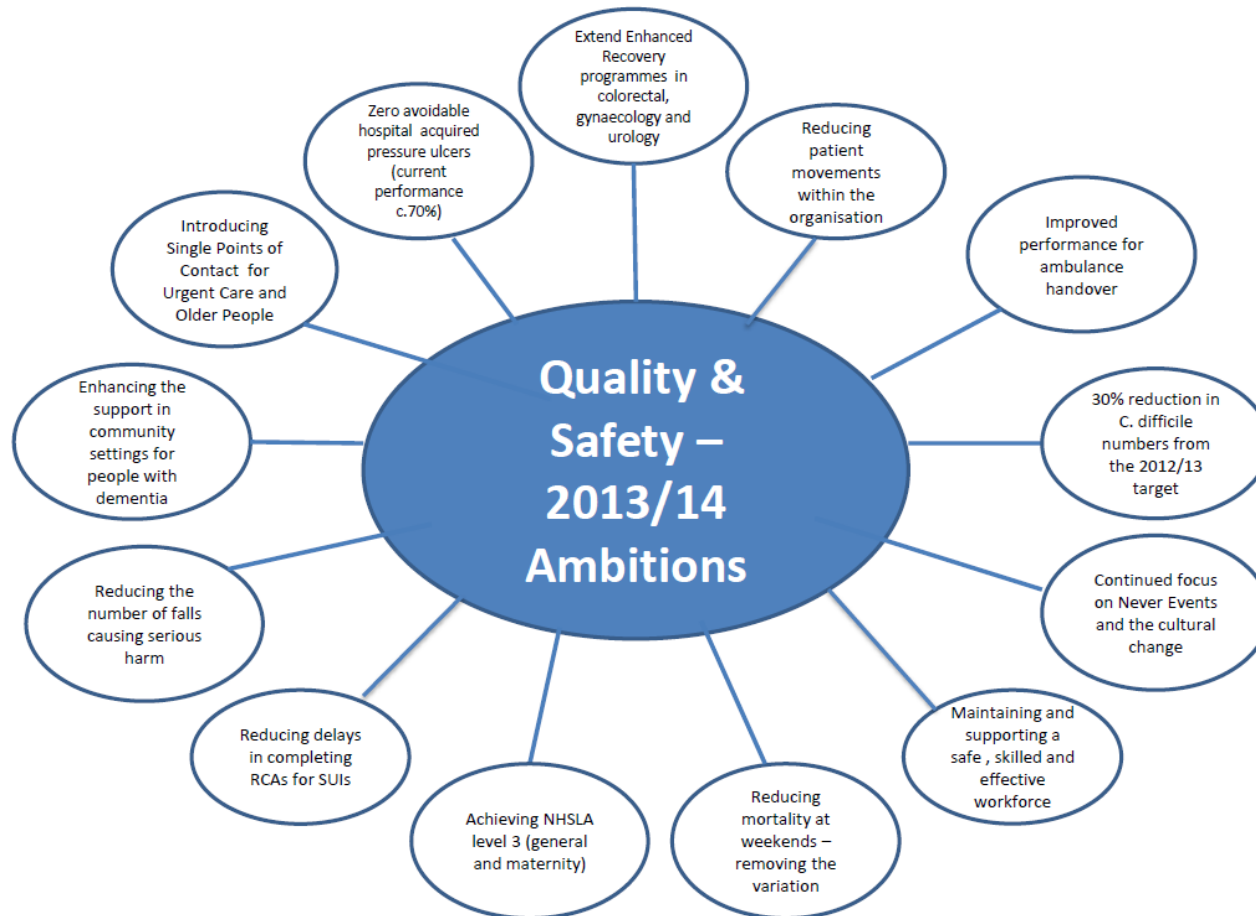 Extend Enhanced
Recovery
programmes in
colorectal,
gynaecology and
urology
Reducing
patient
movements
within the
organisation
Improved
performance for
ambulance
handover
30% reduction in
C. difficile
numbers from
the 2012/13
target
Continued focus
on Never Events
and the cultural
change
Maintaining and
supporting a
safe , skilled and
effective
workforce
Reducing
mortality at
weekends –
removing the
variation
Achieving NHSLA
level 3 (general
and maternity)
Reducing delays
in completing
RCAs for SUIs
Reducing the
number of falls
causing serious
harm
Enhancing the
support in
community
settings for
people with
dementia
Introducing
Single Points of
Contact for
Urgent Care and
Older People
Zero avoidable
hospital acquired
pressure ulcers
(current
performance
c.70%)
Quality &
Safety –
2013/14
Ambitions